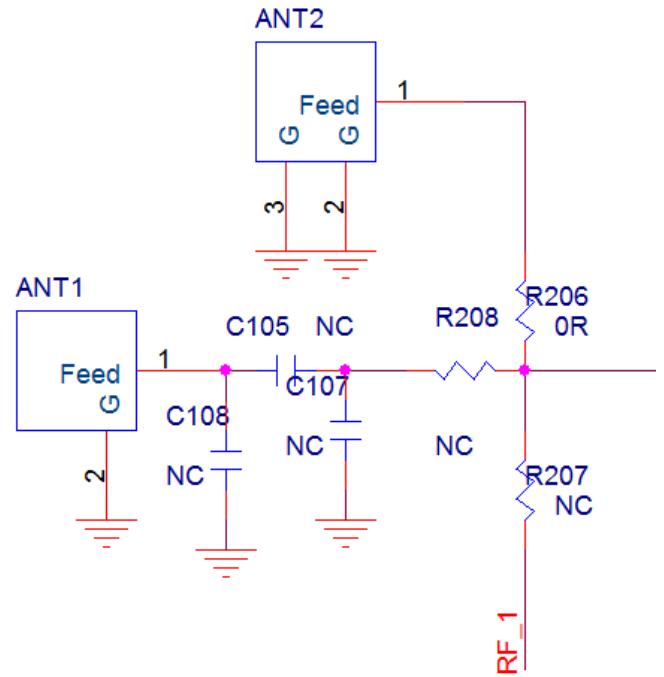 ANT2
1
Feed
G
G
3
2
ANT1
C105
NC
R208
R206
0R
1
Feed
G
C107
C108
2
NC
NC
NC
R207
NC
RF_1